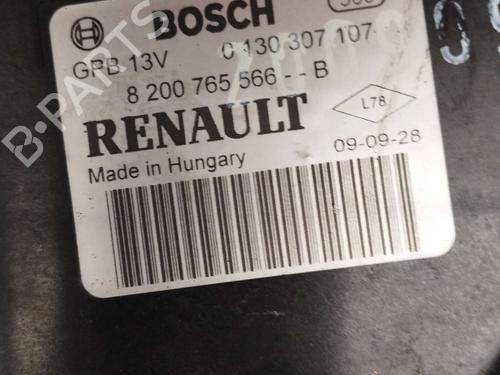 BOSCH
GPB 13V 0 130 307 107
8 200 765 566 - - B
RENAULT
L78
Made in Hungary 09-09-28
B-PARTS